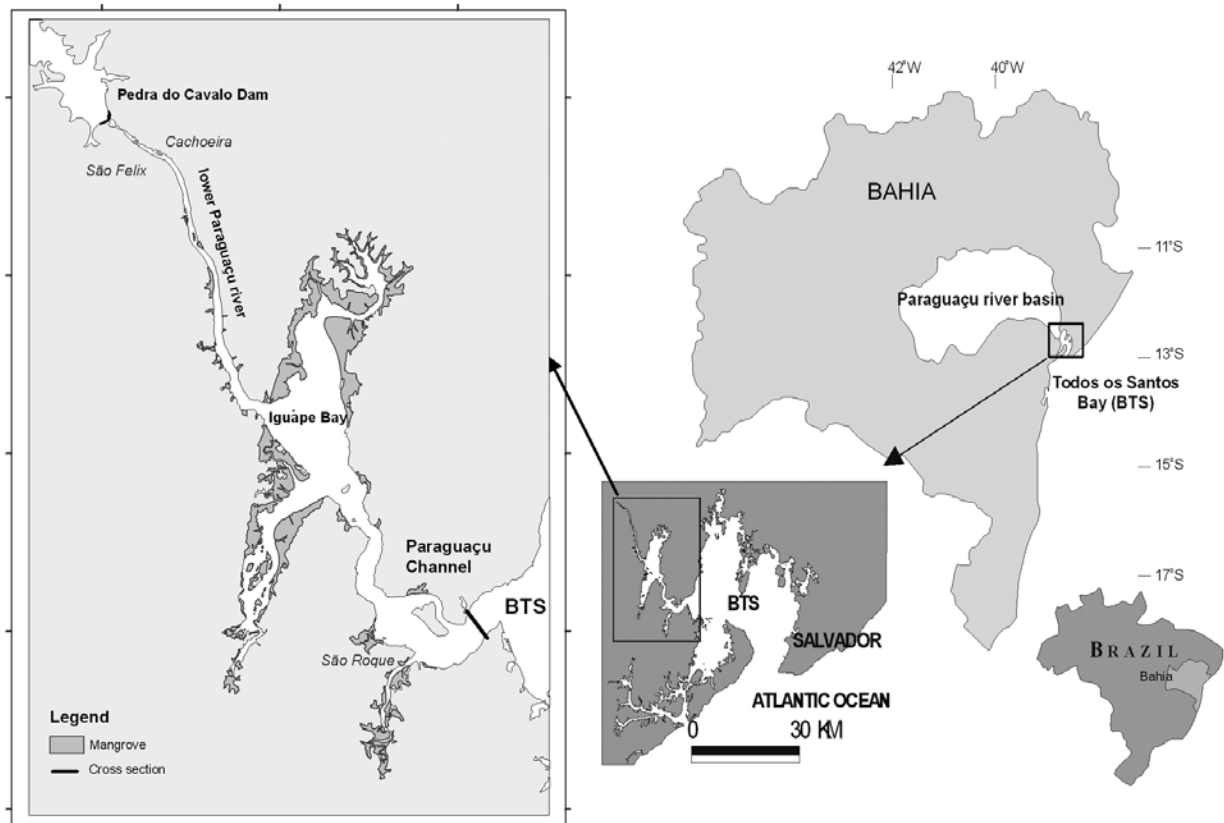 Pedra do Cavalo Dam
Cachoeira
São Felix
lower Paraguaçu river
Iguápe Bay
Paraguaçu
Channel
BTS
São Roque
Legend
Mangrove
Cross section
42°W
40°W
BAHIA
11°S
Paraguaçu river basin
13°S
Todos os Santos
Bay (BTS)
15°S
17°S
BTS
SALVADOR
ATLANTIC OCEAN
0 30 KM
BRAZIL
Bahia